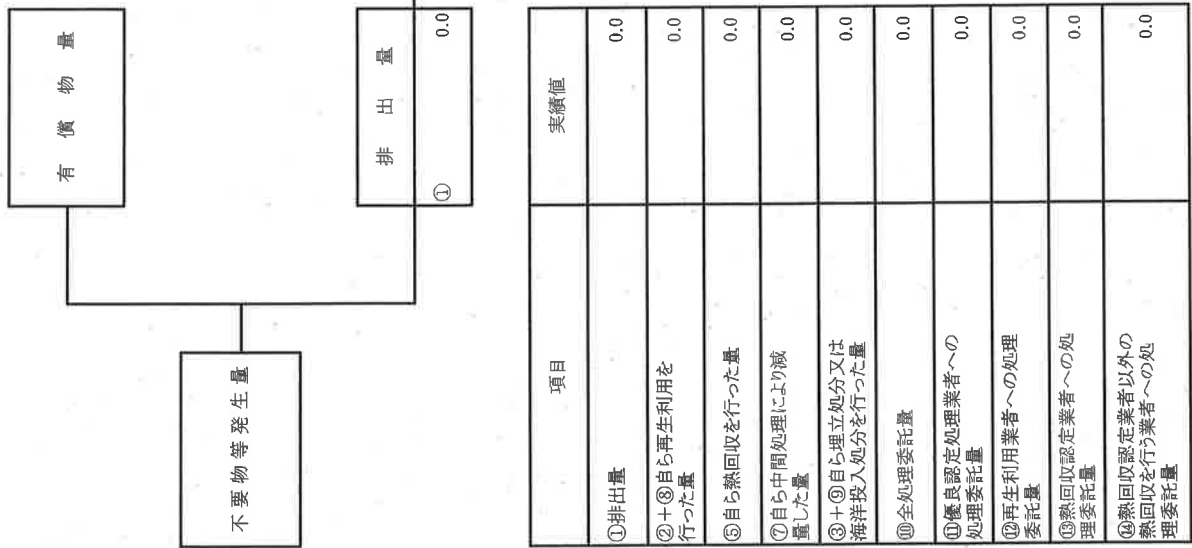 有償物量
不要物等発生量
排出量
① 0.0
項目 実績値
①排出量 0.0
②+⑧自ら再生利用を
行った量 0.0
⑤自ら熱回収を行った量 0.0
⑦自ら中間処理により減
量した量 0.0
③+⑨自ら埋立処分又は
海洋投入処分を行った量 0.0
⑩全処理委託量 0.0
⑪優良認定処理業者への
処理委託量 0.0
⑫再生利用業者への処理
委託量 0.0
⑬熱回収認定業者への処
理委託量 0.0
⑭熱回収認定業者以外の
熱回収を行う業者への処
理委託量 0.0